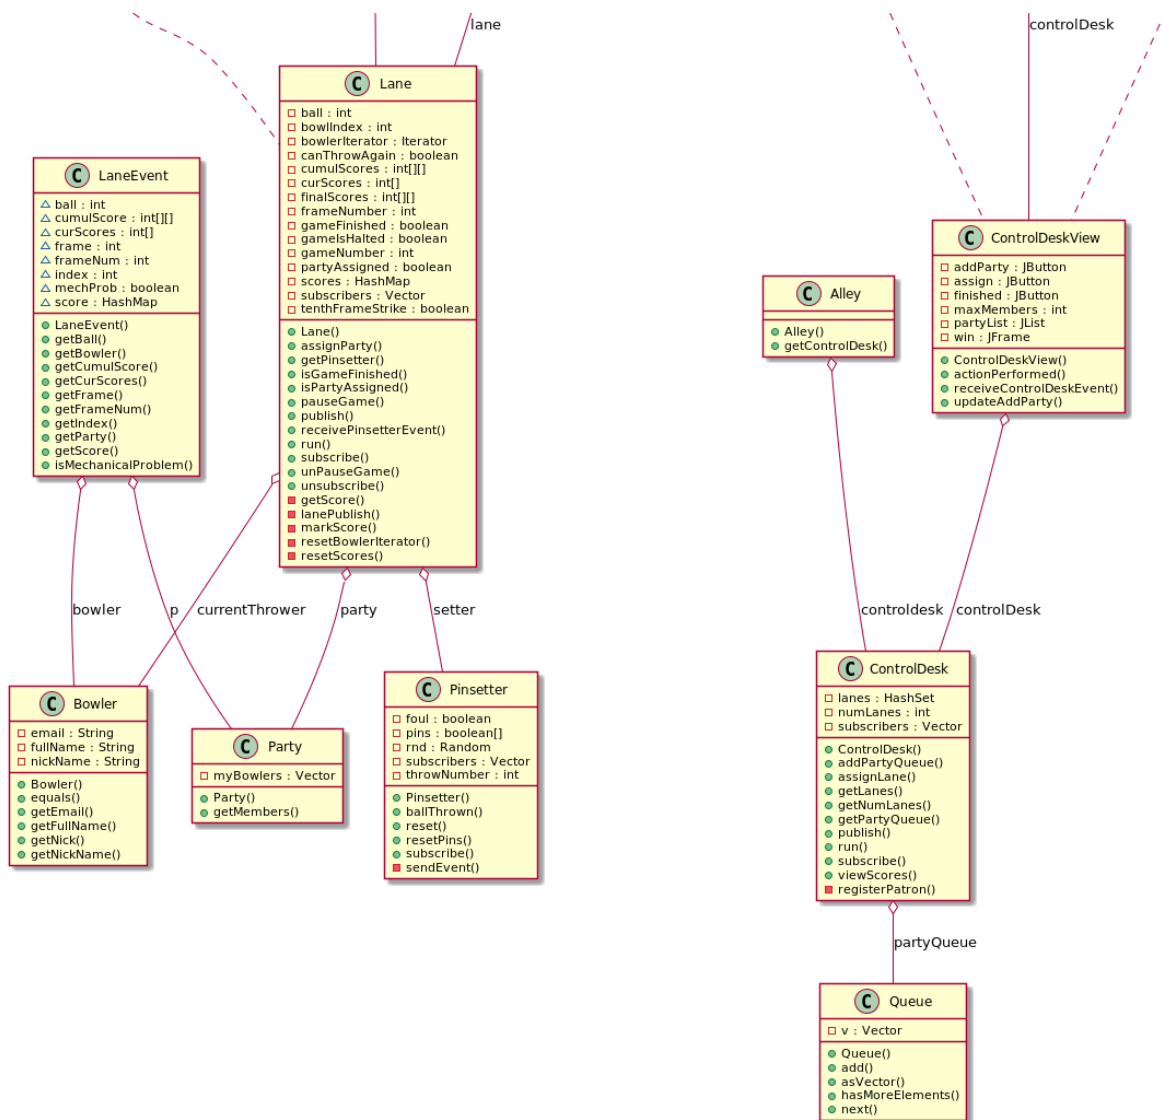 lane
controlDesk
C Lane
ball : int
bowlIndex : int
bowlerIterator : Iterator
canThrowAgain : boolean
cumulScores : int[][]
curScores : int[]
finalScores : int[][]
frameNumber : int
gameFinished : boolean
gameIsHalted : boolean
gameNumber : int
partyAssigned : boolean
scores : HashMap
subscribers : Vector
tenthFrameStrike : boolean
Lane()
assignParty()
getPinsetter()
isGameFinished()
isPartyAssigned()
pauseGame()
publish()
receivePinsetterEvent()
run()
subscribe()
unPauseGame()
unsubscribe()
getScore()
lanePublish()
markScore()
resetBowlerIterator()
resetScores()
C LaneEvent
ball : int
cumulScore : int[][]
curScores : int[]
frame : int
frameNum : int
index : int
mechProb : boolean
score : HashMap
LaneEvent()
getBall()
getBowler()
getCumulScore()
getCurScores()
getFrame()
getFrameNum()
getIndex()
getParty()
getScore()
isMechanicalProblem()
C ControlDeskView
addParty : JButton
assign : JButton
finished : JButton
maxMembers : int
partyList : JList
win : JFrame
ControlDeskView()
actionPerformed()
receiveControlDeskEvent()
updateAddParty()
C Alley
Alley()
getControlDesk()
bowler
p
currentThrower
party
setter
controldesk
controlDesk
C Bowler
email : String
fullName : String
nickName : String
Bowler()
equals()
getEmail()
getFullName()
getNick()
getNickName()
C Party
myBowlers : Vector
Party()
getMembers()
C Pinsetter
foul : boolean
pins : boolean[]
rnd : Random
subscribers : Vector
throwNumber : int
Pinsetter()
ballThrown()
reset()
resetPins()
subscribe()
sendEvent()
C ControlDesk
lanes : HashSet
numLanes : int
subscribers : Vector
ControlDesk()
addPartyQueue()
assignLane()
getLanes()
getNumLanes()
getPartyQueue()
publish()
run()
subscribe()
viewScores()
registerPatron()
partyQueue
C Queue
v : Vector
Queue()
add()
asVector()
hasMoreElements()
next()